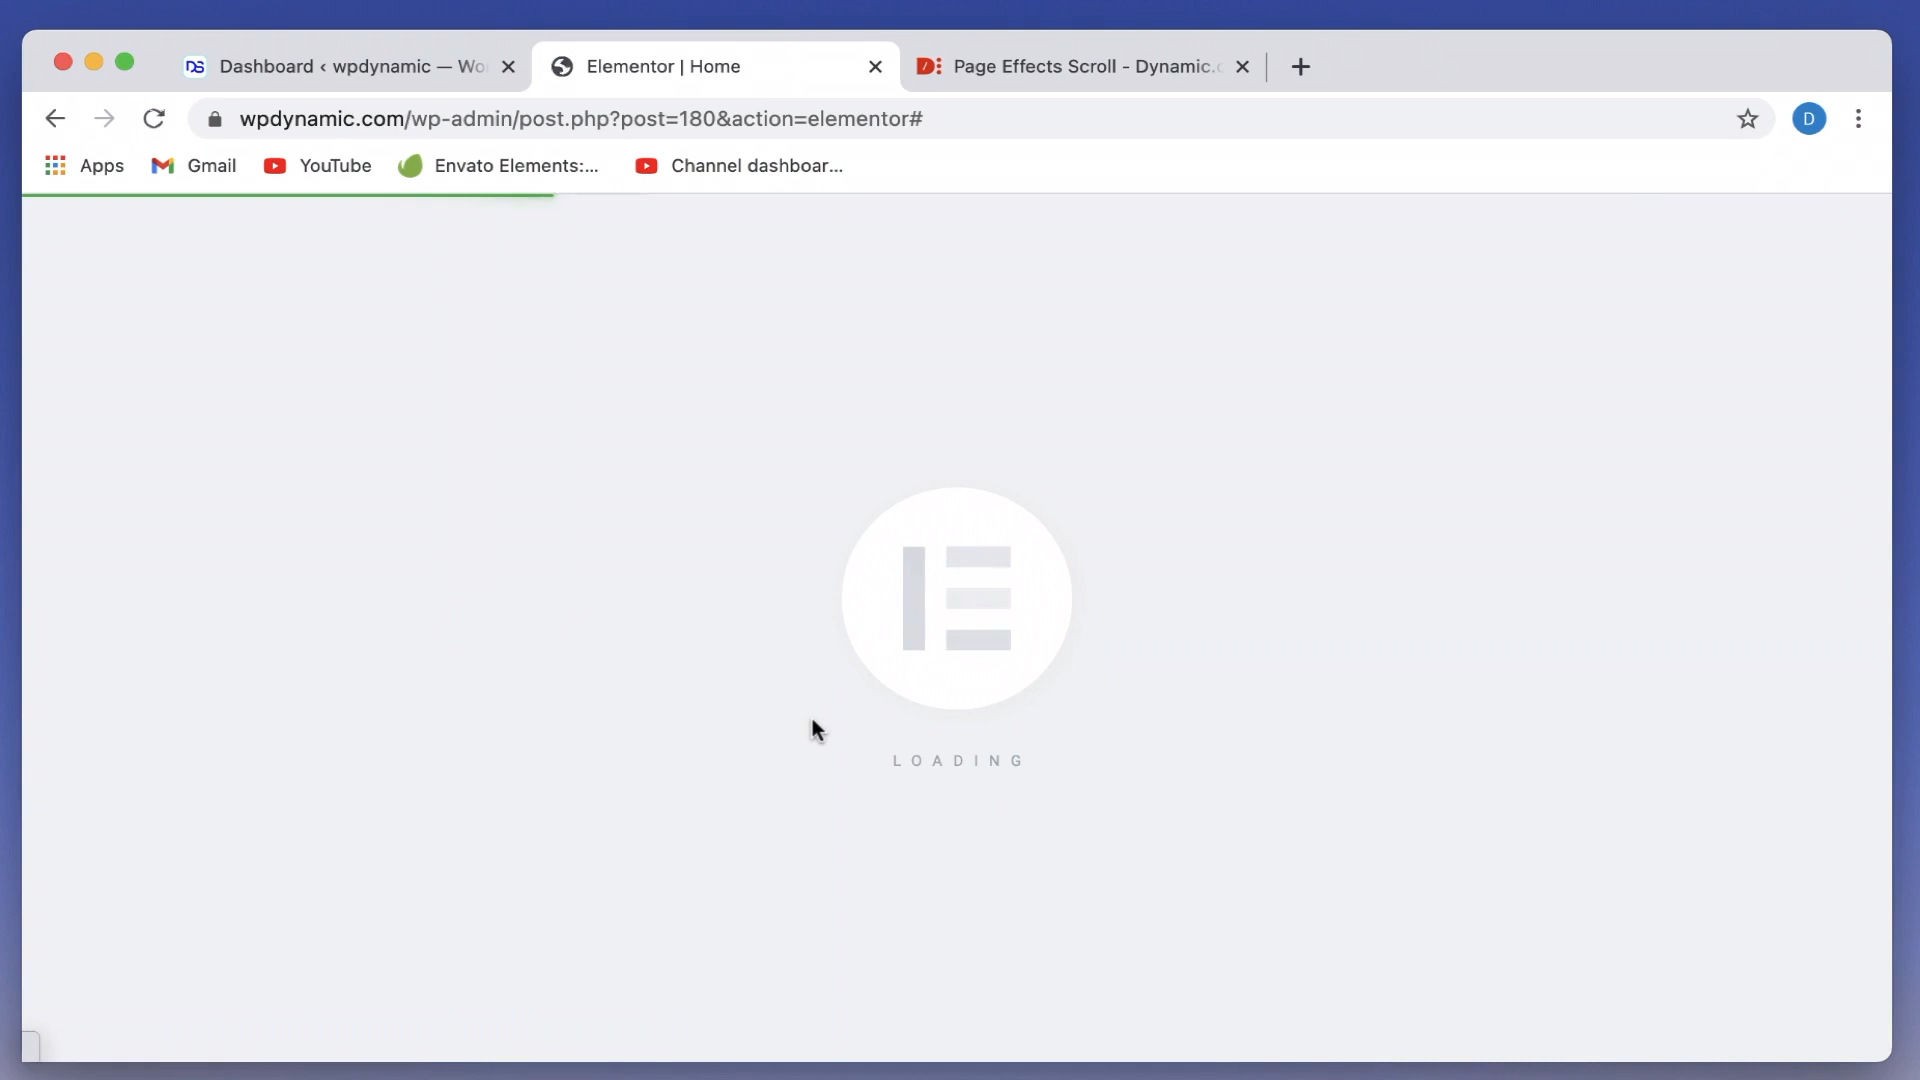 Dashboard ‹ wpdynamic — Wo
Elementor | Home
Page Effects Scroll - Dynamic.
wpdynamic.com/wp-admin/post.php?post=180&action=elementor#
D
Apps
Gmail
YouTube
Envato Elements:...
Channel dashboar...
LOADING